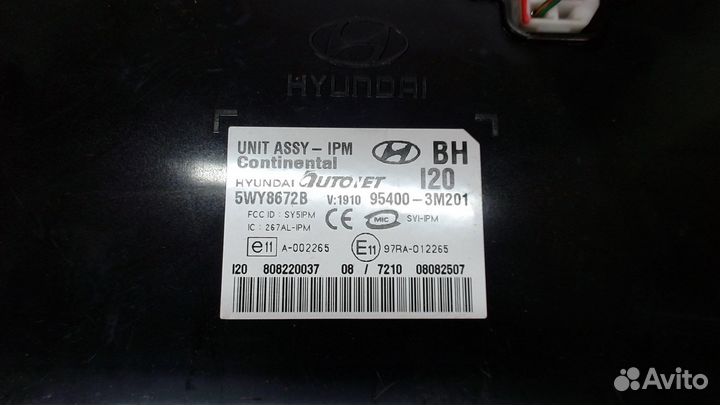 HYUNDAI
UNIT ASSY - IPM BH
Continental
HYUNDAI AUTONET I20
5WY8672B V:1910 95400-3M201
FCC ID : SY5IPM CE MIC SVI-IPM
IC : 267AL-IPM
e11 A-002265 E11 97RA-012265
I20 808220037 08 / 7210 08082507
Avito